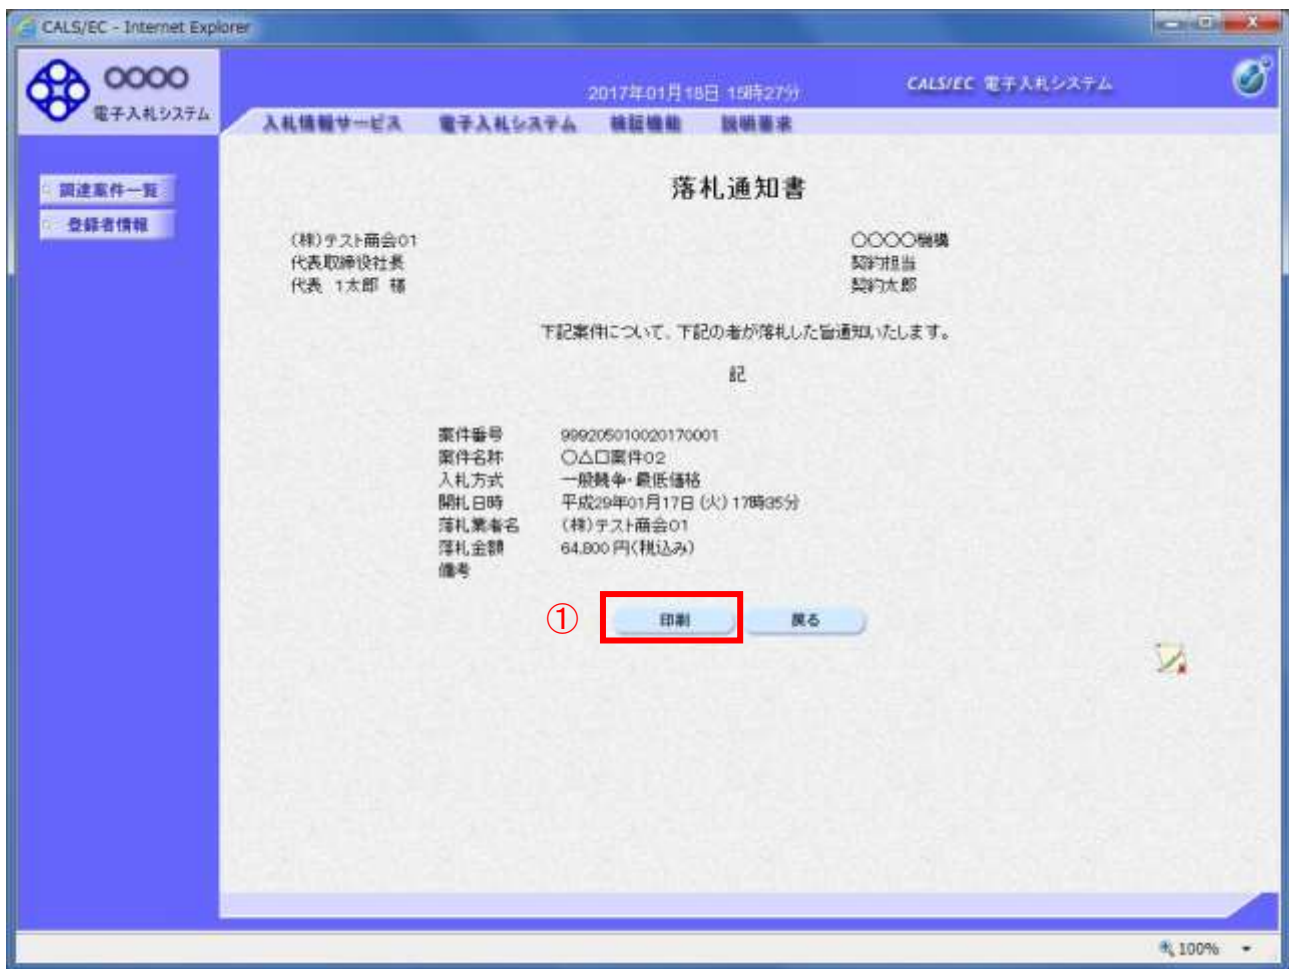 CALS/EC - Internet Explorer
○○○○
電子入札システム
2017年01月18日 15時27分
CALS/EC 電子入札システム
入札情報サービス 電子入札システム 検証機能 説明要求
調達案件一覧
登録者情報
落札通知書
(株)テスト商会01
代表取締役社長
代表 1太郎 様
○○○○機構
契約担当
契約太郎
下記案件について、下記の者が落札した旨通知いたします。
記
案件番号 999205010020170001
案件名称 ○△□案件02
入札方式 一般競争・最低価格
開札日時 平成29年01月17日 (火) 17時35分
落札業者名 (株)テスト商会01
落札金額 64,800 円(税込み)
備考
① 印刷 戻る
100%